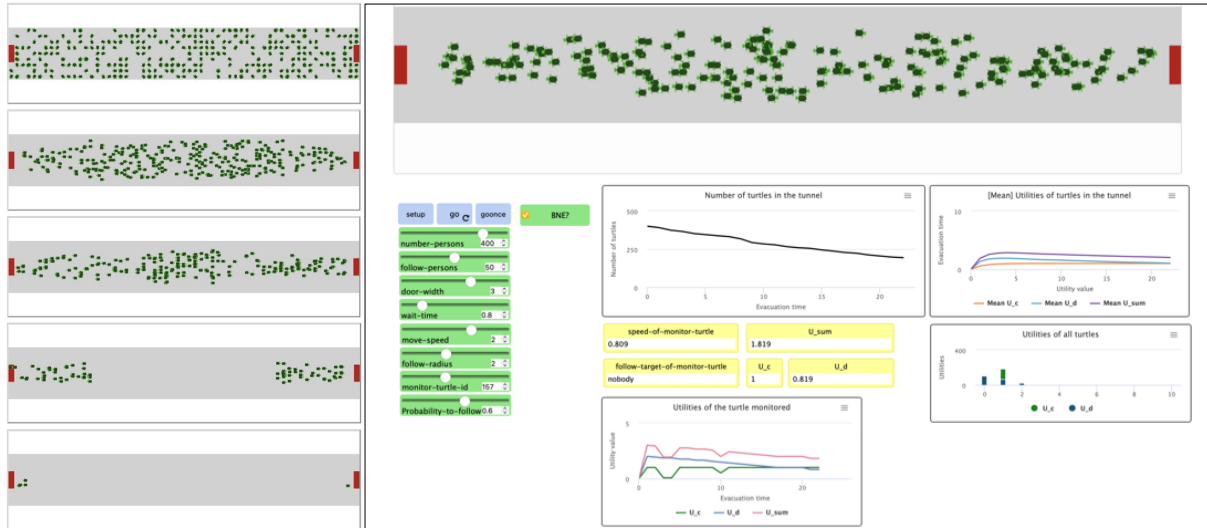 setup
go
goonce
BNE?
number-persons 400
follow-persons 50
door-width 3
wait-time 0.8
move-speed 2
follow-radius 2
monitor-turtle-id 157
Probability-to-follow 0.6
Number of turtles in the tunnel
Number of turtles
500
250
0
0 5 10 15 20
Evacuation time
[Mean] Utilities of turtles in the tunnel
Evacuation time
10
0
0 5 10 15 20
Utility value
Mean U_c Mean U_d Mean U_sum
speed-of-monitor-turtle
0.809
U_sum
1.819
follow-target-of-monitor-turtle
nobody
U_c
1
U_d
0.819
Utilities of all turtles
Utilities
400
0
0 2 4 6 8 10
U_c U_d
Utilities of the turtle monitored
Utility value
5
0
0 10 20
Evacuation time
U_c U_d U_sum